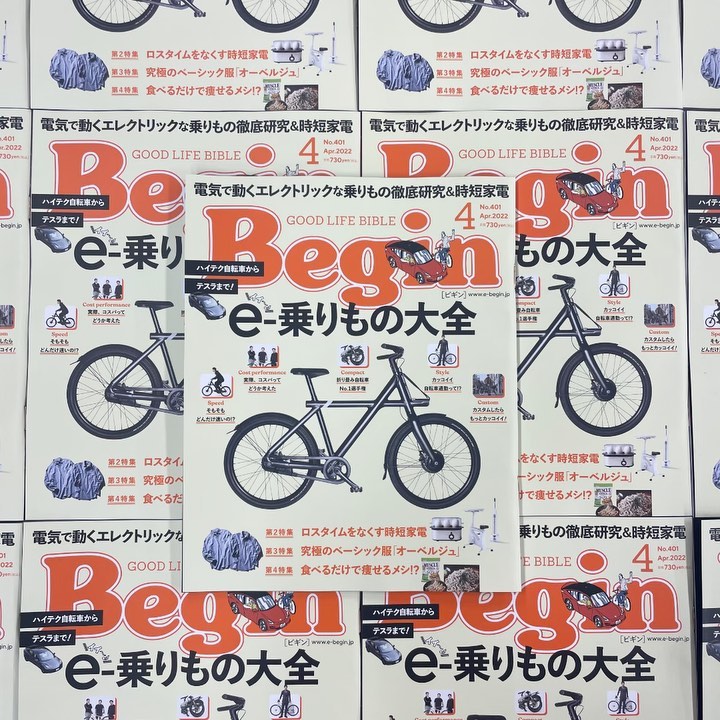 電気で動くエレクトリックな乗りもの徹底研究&時短家電
GOOD LIFE BIBLE
4
No.401
Apr.2022
730
Begin
[ビギン] www.e-begin.jp
ハイテク自転車から
テスラまで!
e-乗りもの大全
Cost performance
実際、コスパって
どうか考えた
Compact
折り畳み自転車
No.1選手権
Style
カッコイイ
自転車通勤って!?
Speed
そもそも
どんだけ速いの!?
Custom
カスタムしたら
もっとカッコイイ!
第2特集 ロスタイムをなくす時短家電
第3特集 究極のベーシック服「オーベルジュ」
第4特集 食べるだけで痩せるメシ!?